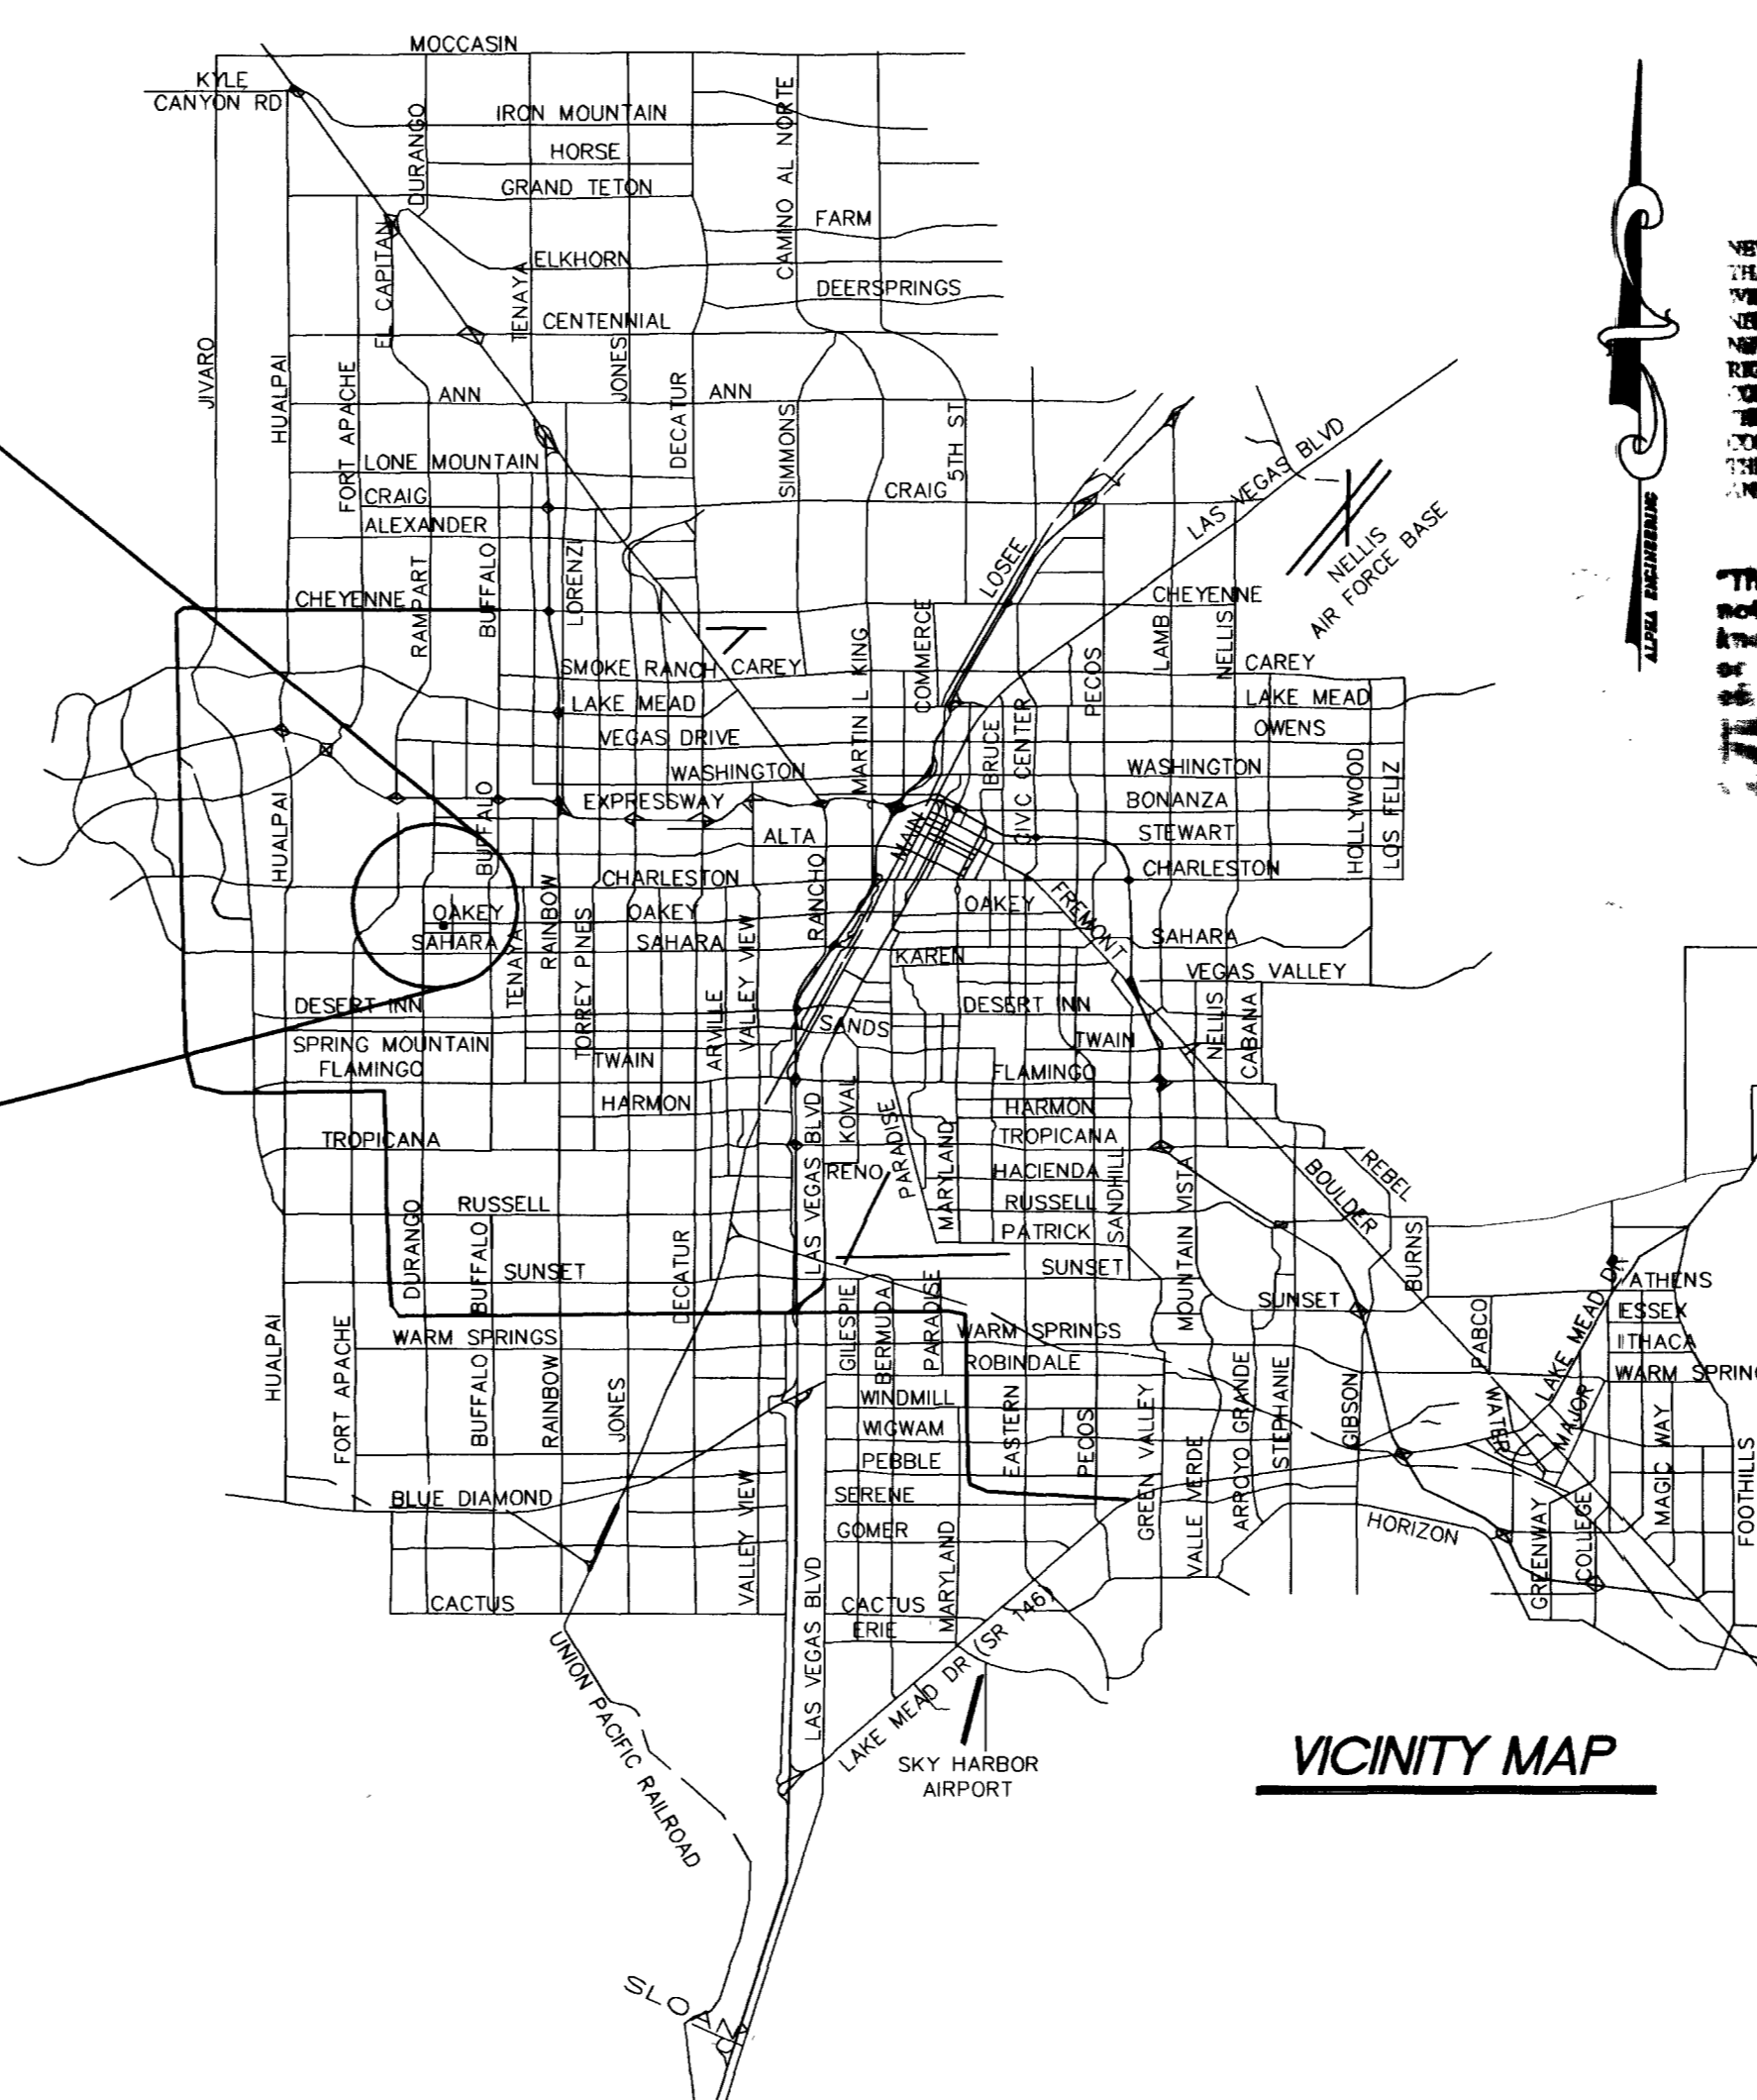 MOCCASIN
KYLE
CANYON RD
IRON MOUNTAIN
DURANGO
HORSE
GRAND TETON
CAMINO AL NORTE
FARM
EL CAPITAN
ELKHORN
TENAYA
DEERSPRINGS
CENTENNIAL
JIVARO
HUALPAI
FORT APACHE
JONES
DECATUR
ANN
ANN
SIMMONS
5TH ST
LONE MOUNTAIN
CRAIG
CRAIG
ALEXANDER
LAS VEGAS BLVD
NELLIS
AIR FORCE BASE
ALPHA ENGINEERING
RAMPART
BUFFALO
LORENZI
LOSEE
CHEYENNE
CHEYENNE
COMMERCE
MARTIN L KING
PECOS
LAMB
NELLIS
SMOKE RANCH
CAREY
CAREY
LAKE MEAD
LAKE MEAD
VEGAS DRIVE
OWENS
BRUCE
CIVIC CENTER
WASHINGTON
WASHINGTON
HOLLYWOOD
LOS FELIZ
HUALPAI
BUFFALO
EXPRESSWAY
BONANZA
ALTA
MAIN
STEWART
CHARLESTON
CHARLESTON
RANCHO
OAKEY
OAKEY
OAKEY
FREMONT
RAINBOW
TORREY PINES
VALLEY VIEW
SAHARA
SAHARA
SAHARA
KAREN
TENAYA
VEGAS VALLEY
DESERT INN
DESERT INN
ARVILLE
SANDS
NELLIS
CABANA
SPRING MOUNTAIN
TWAIN
TWAIN
FLAMINGO
FLAMINGO
HARMON
HARMON
KOVAL
PARADISE
LAS VEGAS BLVD
TROPICANA
TROPICANA
MARYLAND
RENO
HACIENDA
SANDHILL
MOUNTAIN VISTA
BOULDER
REBEL
RUSSELL
RUSSELL
PATRICK
DURANGO
BUFFALO
DECATUR
SUNSET
SUNSET
SUNSET
BURNS
ATHENS
ESSEX
ITHACA
WARM SPRING
HUALPAI
FORT APACHE
WARM SPRINGS
WARM SPRINGS
GILESPIE
BERMUDA
PARADISE
ROBINDALE
PABCO
LAKE MEAD DR
BUFFALO
RAINBOW
JONES
WINDMILL
WIGWAM
PEBBLE
EASTERN
PECOS
GREEN VALLEY
VALLE VERDE
ARROYO GRANDE
STEPHANIE
GIBSON
WATER
MAJOR
MAGIC WAY
FOOTHILLS
BLUE DIAMOND
VALLEY VIEW
SERENE
GOMER
MARYLAND
HORIZON
GREENWAY
COLLEGE
CACTUS
CACTUS
ERIE
LAS VEGAS BLVD
UNION PACIFIC RAILROAD
LAKE MEAD DR (SR 146)
SKY HARBOR
AIRPORT
VICINITY MAP
SLOAN